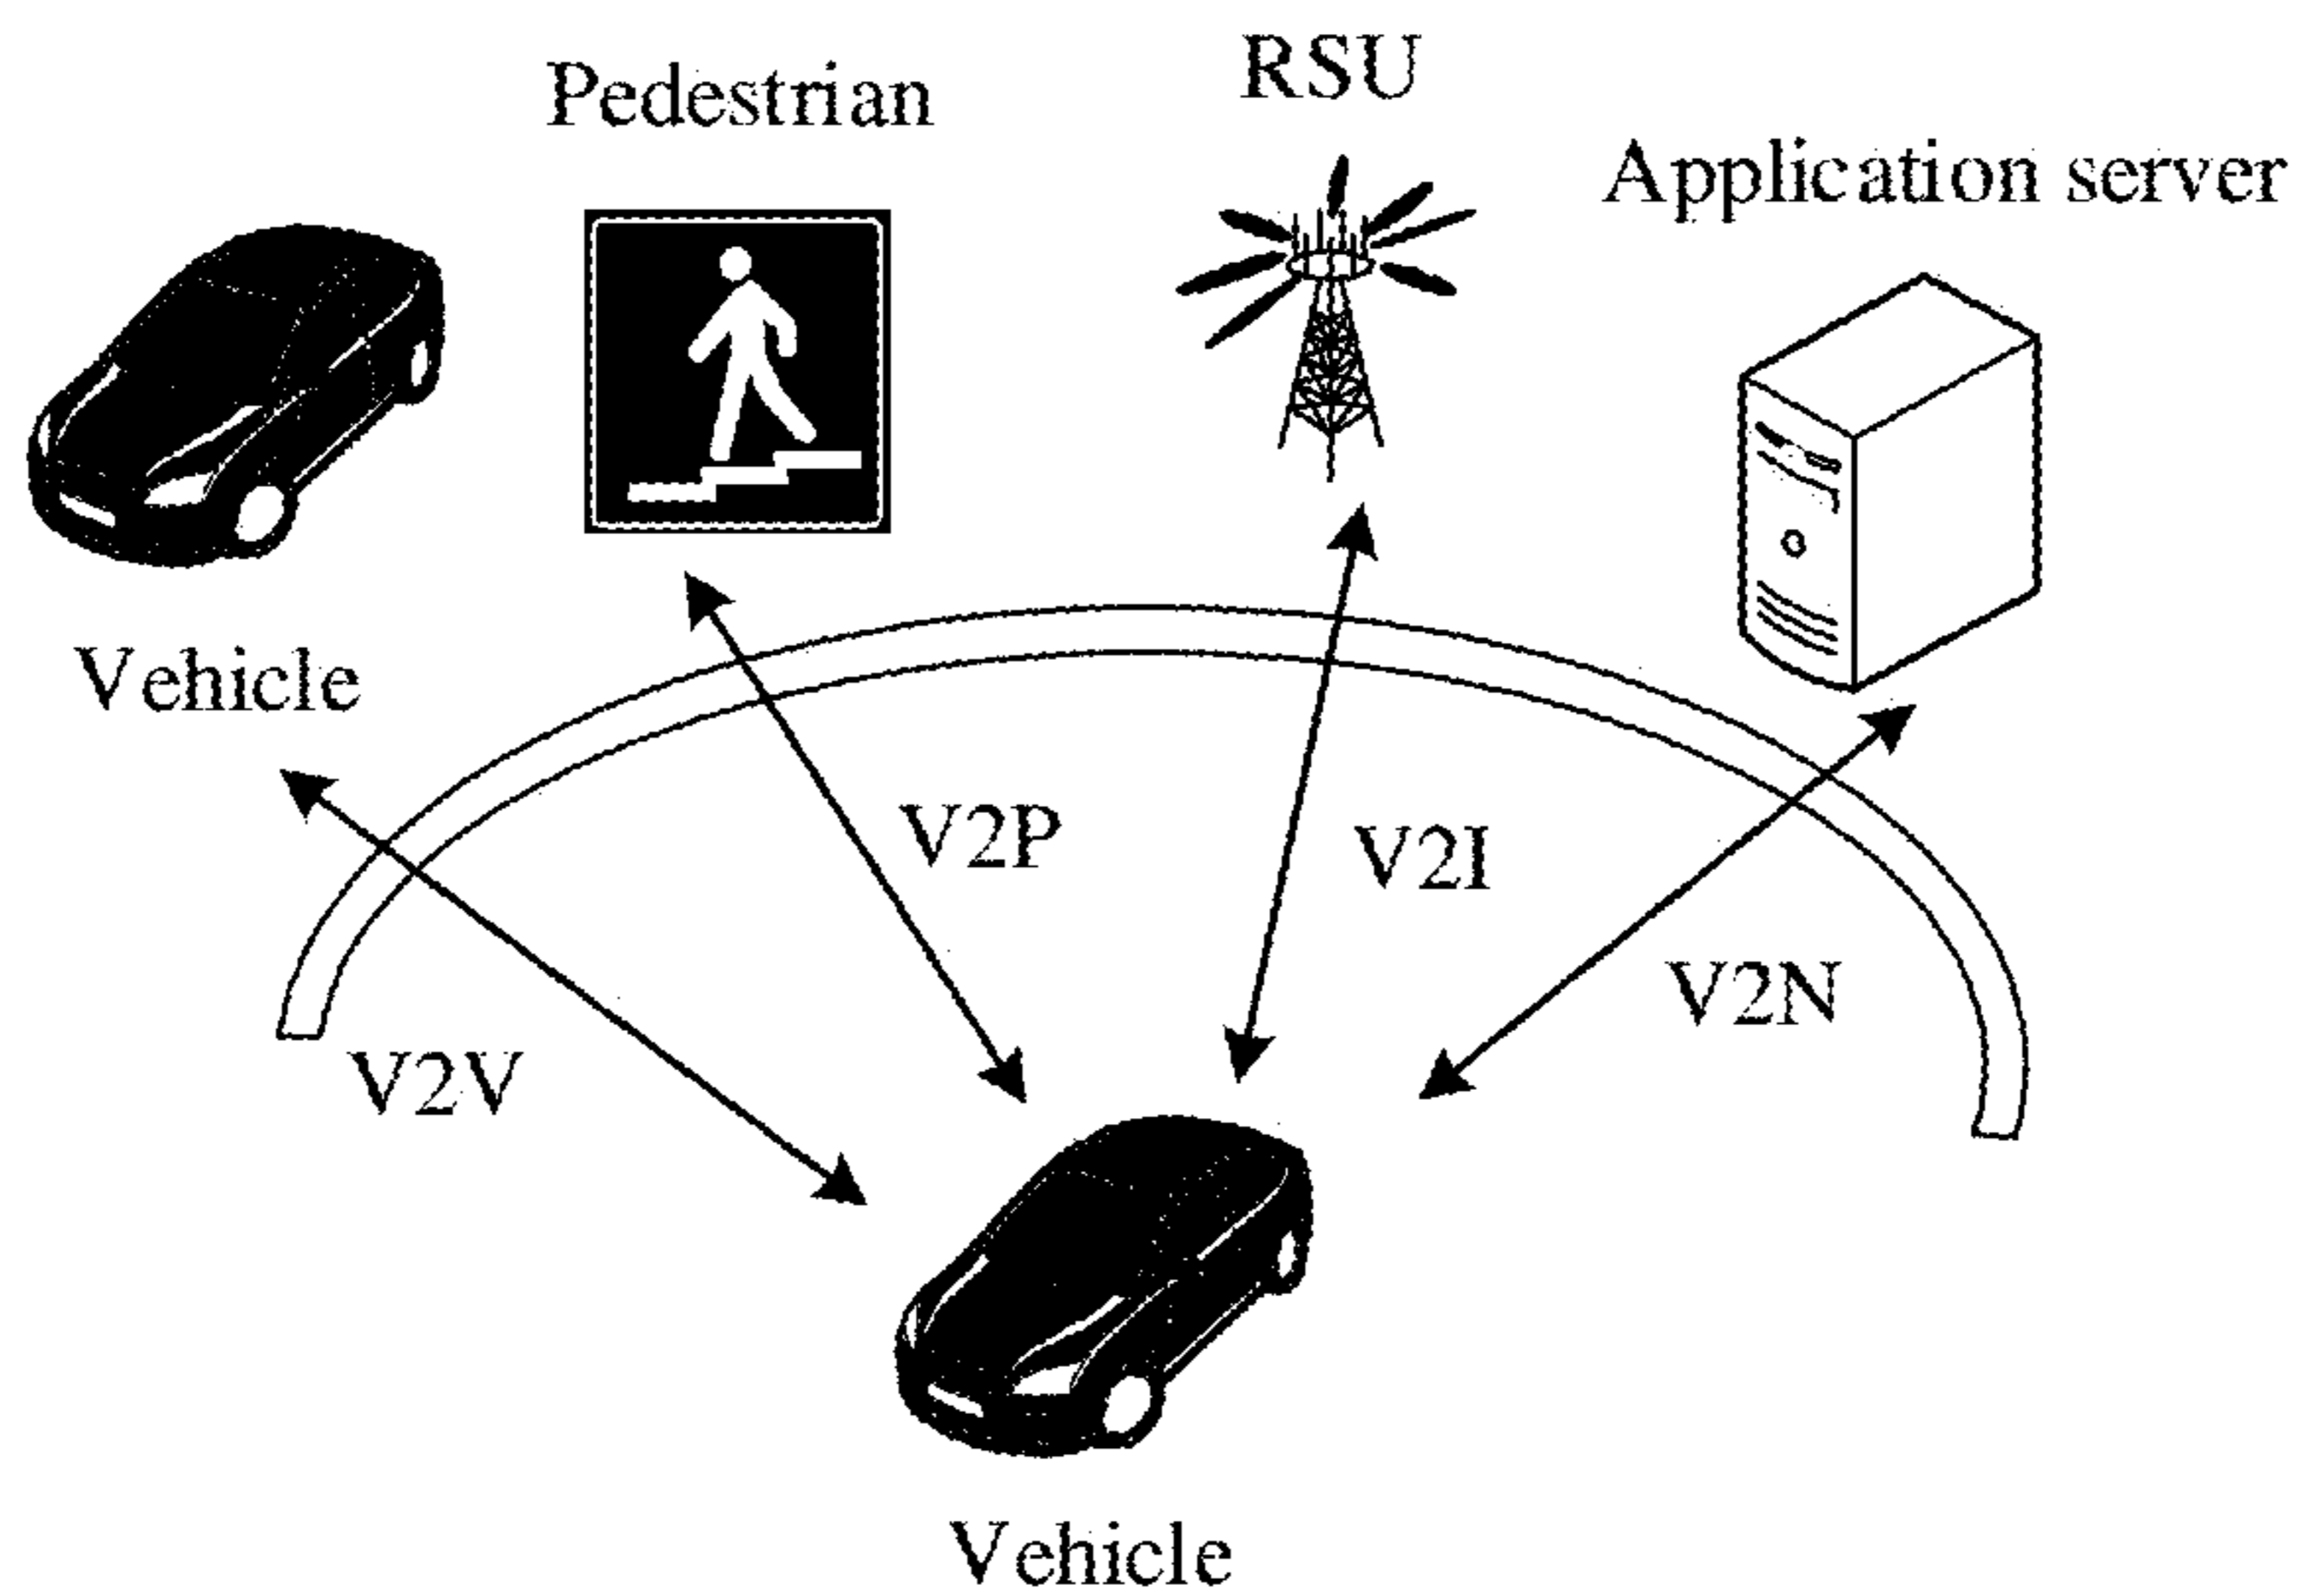 RSU
Pedestrian
Application server
Vehicle
V2P
V2I
V2N
V2V
Vehicle